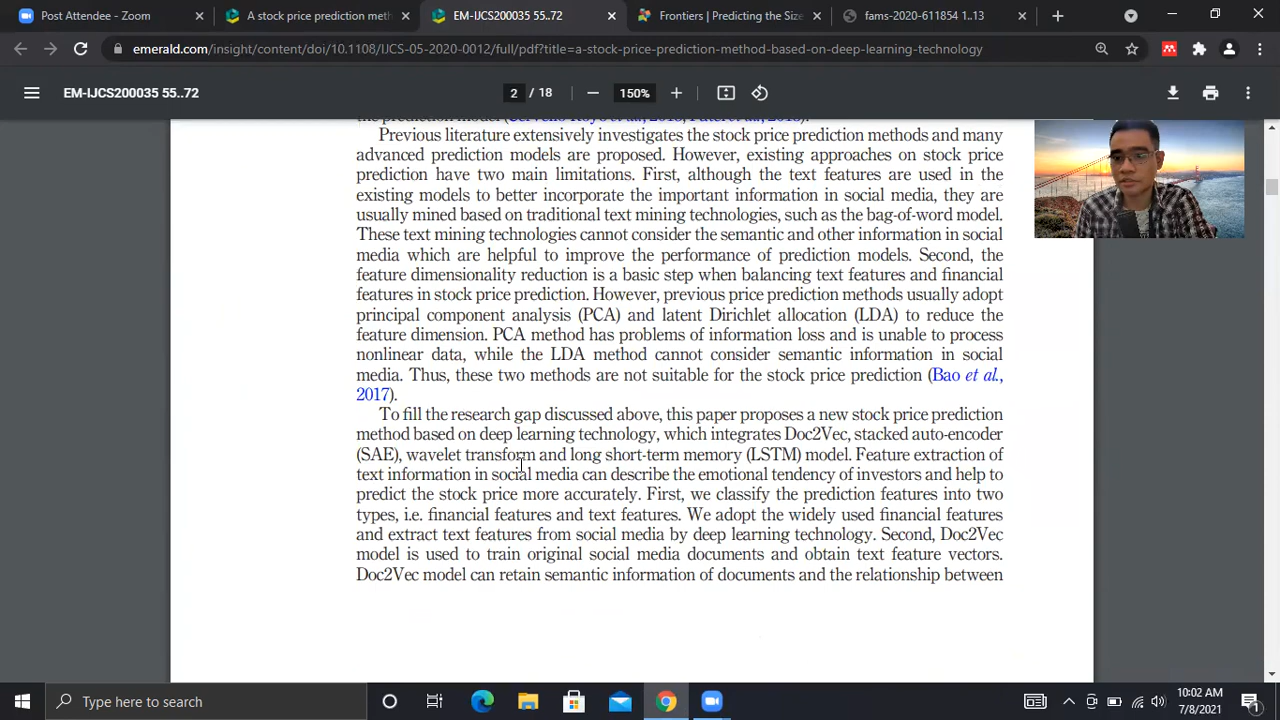 Post Attendee - Zoom
A stock price prediction meth
EM-IJCS200035 55..72
Frontiers | Predicting the Size
fams-2020-611854 1..13
emerald.com/insight/content/doi/10.1108/IJCS-05-2020-0012/full/pdf?title=a-stock-price-prediction-method-based-on-deep-learning-technology
EM-IJCS200035 55..72
2 / 18
150%
Previous literature extensively investigates the stock price prediction methods and many
advanced prediction models are proposed. However, existing approaches on stock price
prediction have two main limitations. First, although the text features are used in the
existing models to better incorporate the important information in social media, they are
usually mined based on traditional text mining technologies, such as the bag-of-word model.
These text mining technologies cannot consider the semantic and other information in social
media which are helpful to improve the performance of prediction models. Second, the
feature dimensionality reduction is a basic step when balancing text features and financial
features in stock price prediction. However, previous price prediction methods usually adopt
principal component analysis (PCA) and latent Dirichlet allocation (LDA) to reduce the
feature dimension. PCA method has problems of information loss and is unable to process
nonlinear data, while the LDA method cannot consider semantic information in social
media. Thus, these two methods are not suitable for the stock price prediction (Bao et al.,
2017).
To fill the research gap discussed above, this paper proposes a new stock price prediction
method based on deep learning technology, which integrates Doc2Vec, stacked auto-encoder
(SAE), wavelet transform and long short-term memory (LSTM) model. Feature extraction of
text information in social media can describe the emotional tendency of investors and help to
predict the stock price more accurately. First, we classify the prediction features into two
types, i.e. financial features and text features. We adopt the widely used financial features
and extract text features from social media by deep learning technology. Second, Doc2Vec
model is used to train original social media documents and obtain text feature vectors.
Doc2Vec model can retain semantic information of documents and the relationship between
Type here to search
10:02 AM
7/8/2021